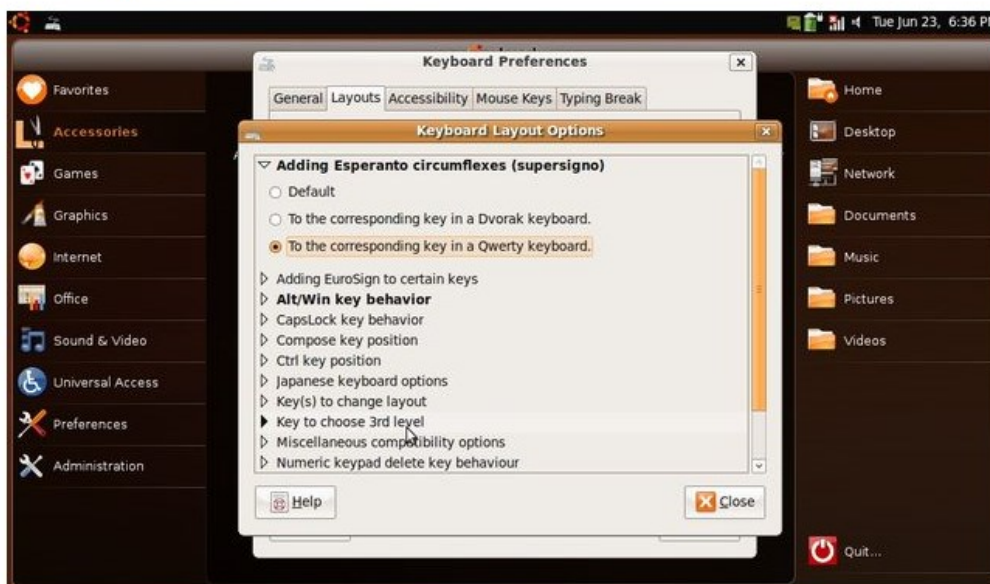 Tue Jun 23, 6:36 P
Keyboard Preferences
General Layouts Accessibility Mouse Keys Typing Break
Keyboard Layout Options
Adding Esperanto circumflexes (supersigno)
Default
To the corresponding key in a Dvorak keyboard.
To the corresponding key in a Qwerty keyboard.
Adding EuroSign to certain keys
Alt/Win key behavior
CapsLock key behavior
Compose key position
Ctrl key position
Japanese keyboard options
Key(s) to change layout
Key to choose 3rd level
Miscellaneous compatibility options
Numeric keypad delete key behaviour
Help
Close
Favorites
Accessories
Games
Graphics
Internet
Office
Sound & Video
Universal Access
Preferences
Administration
Home
Desktop
Network
Documents
Music
Pictures
Videos
Quit...